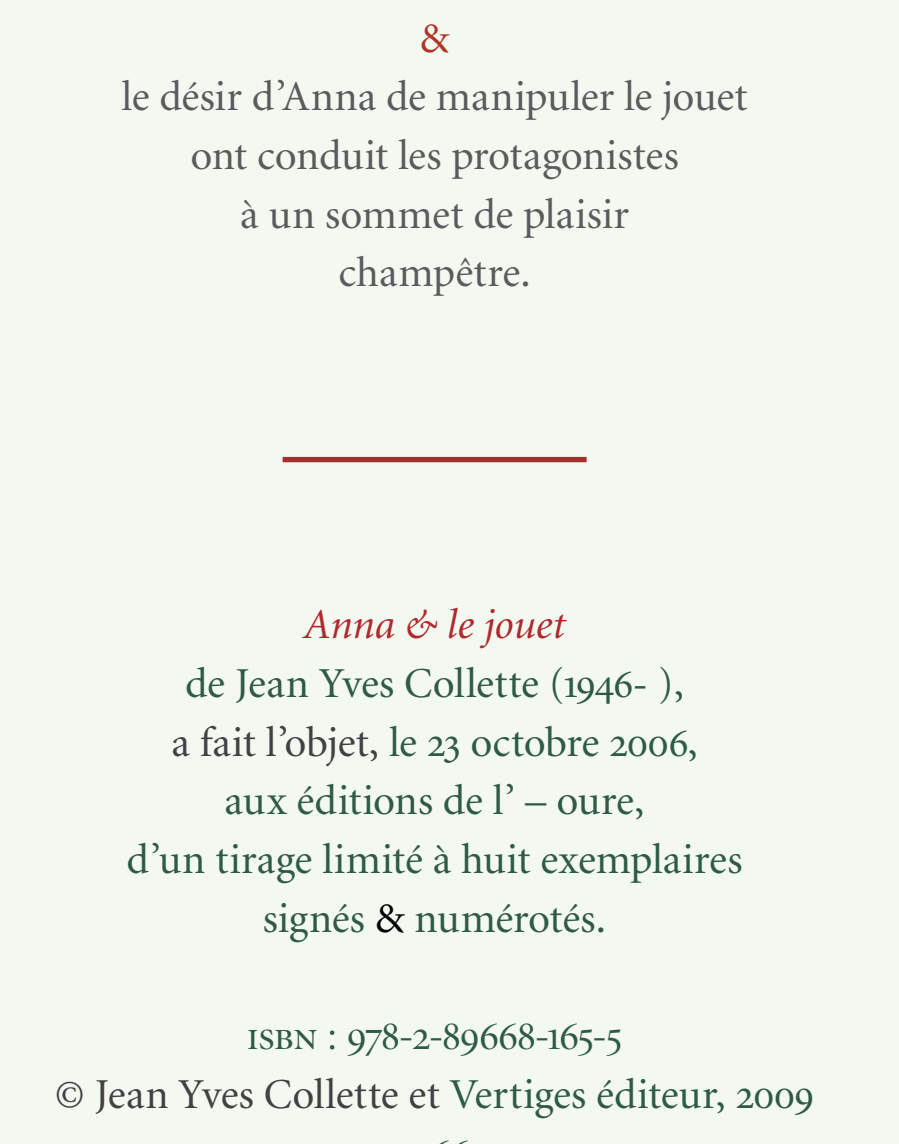 &
le désir d’Anna de manipuler le jouet
ont conduit les protagonistes
à un sommet de plaisir
champêtre.
Anna & le jouet
de Jean Yves Collette (1946- ),
a fait l’objet, le 23 octobre 2006,
aux éditions de l’ – oure,
d’un tirage limité à huit exemplaires
signés & numérotés.
ISBN : 978-2-89668-165-5
© Jean Yves Collette et Vertiges éditeur, 2009